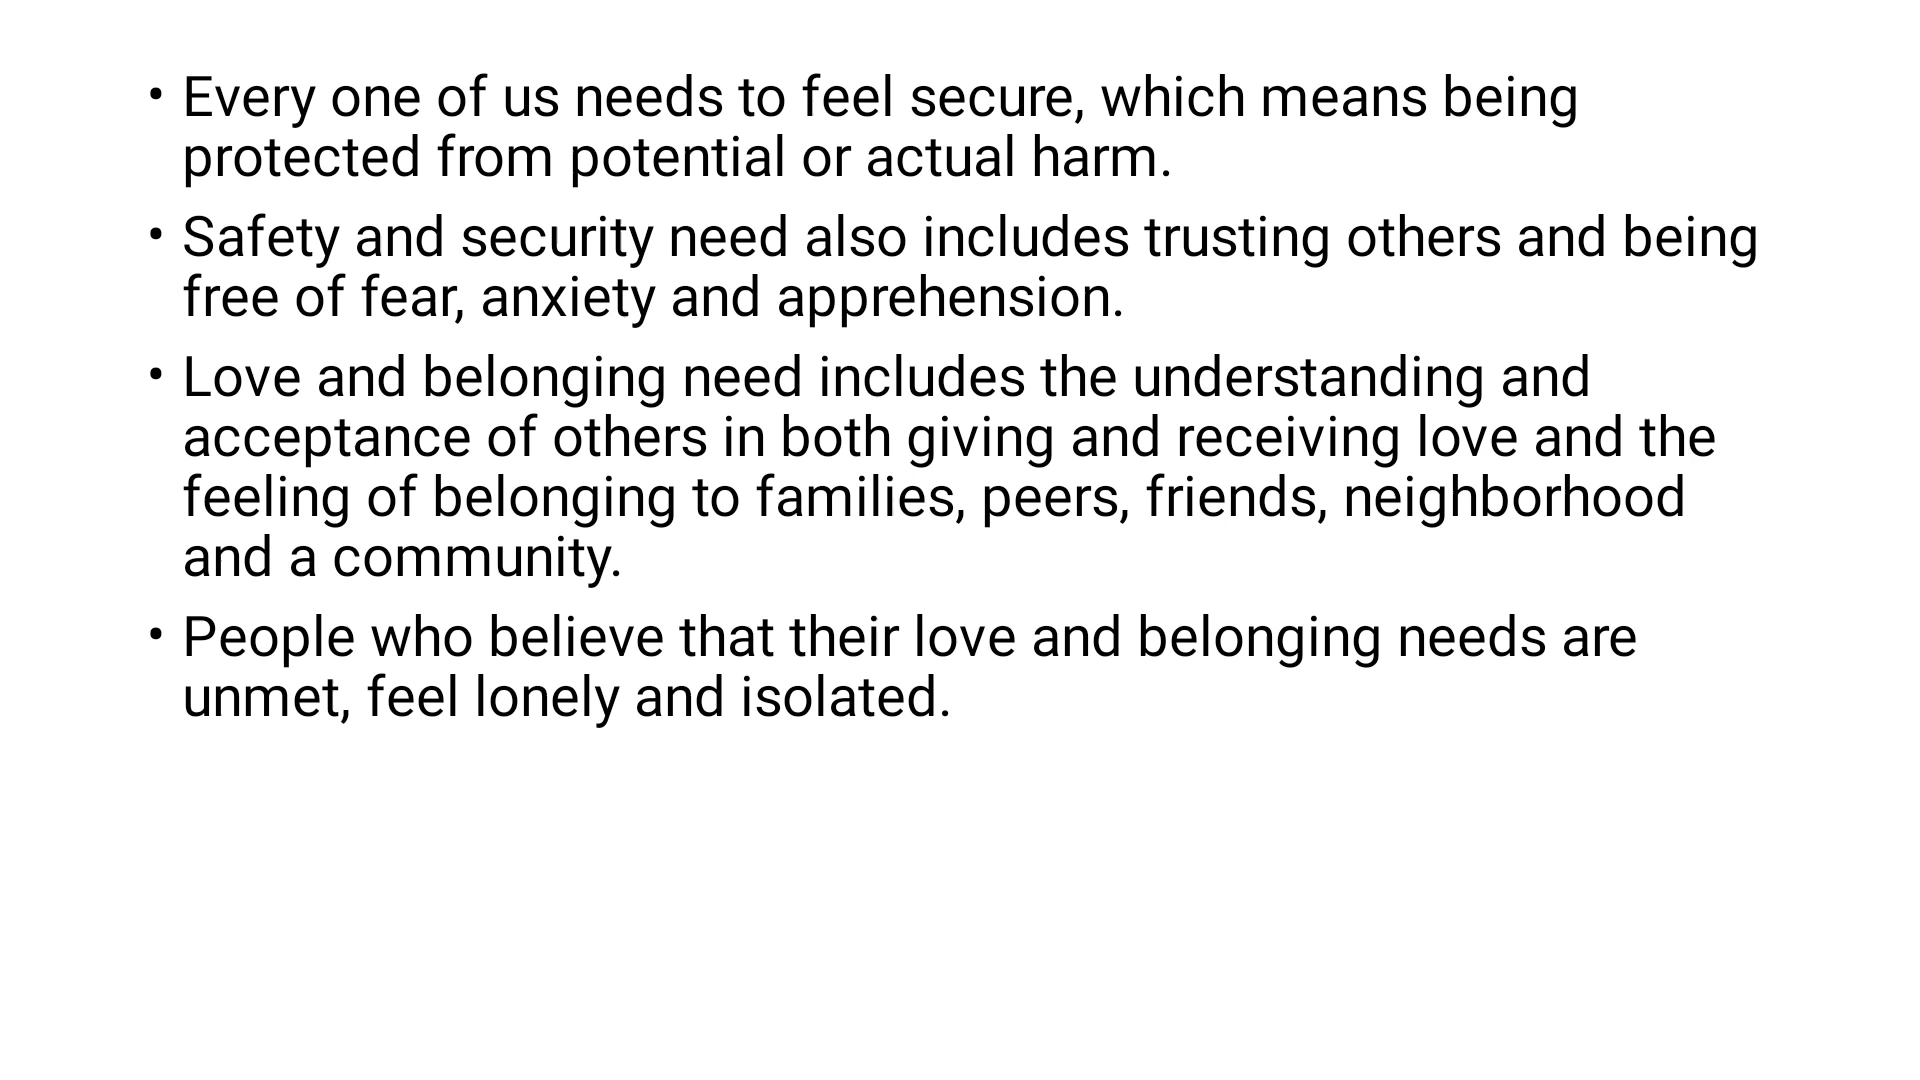 • Every one of us needs to feel secure, which means being
protected from potential or actual harm.
• Safety and security need also includes trusting others and being
free of fear, anxiety and apprehension.
• Love and belonging need includes the understanding and
acceptance of others in both giving and receiving love and the
feeling of belonging to families, peers, friends, neighborhood
and a community.
• People who believe that their love and belonging needs are
unmet, feel lonely and isolated.